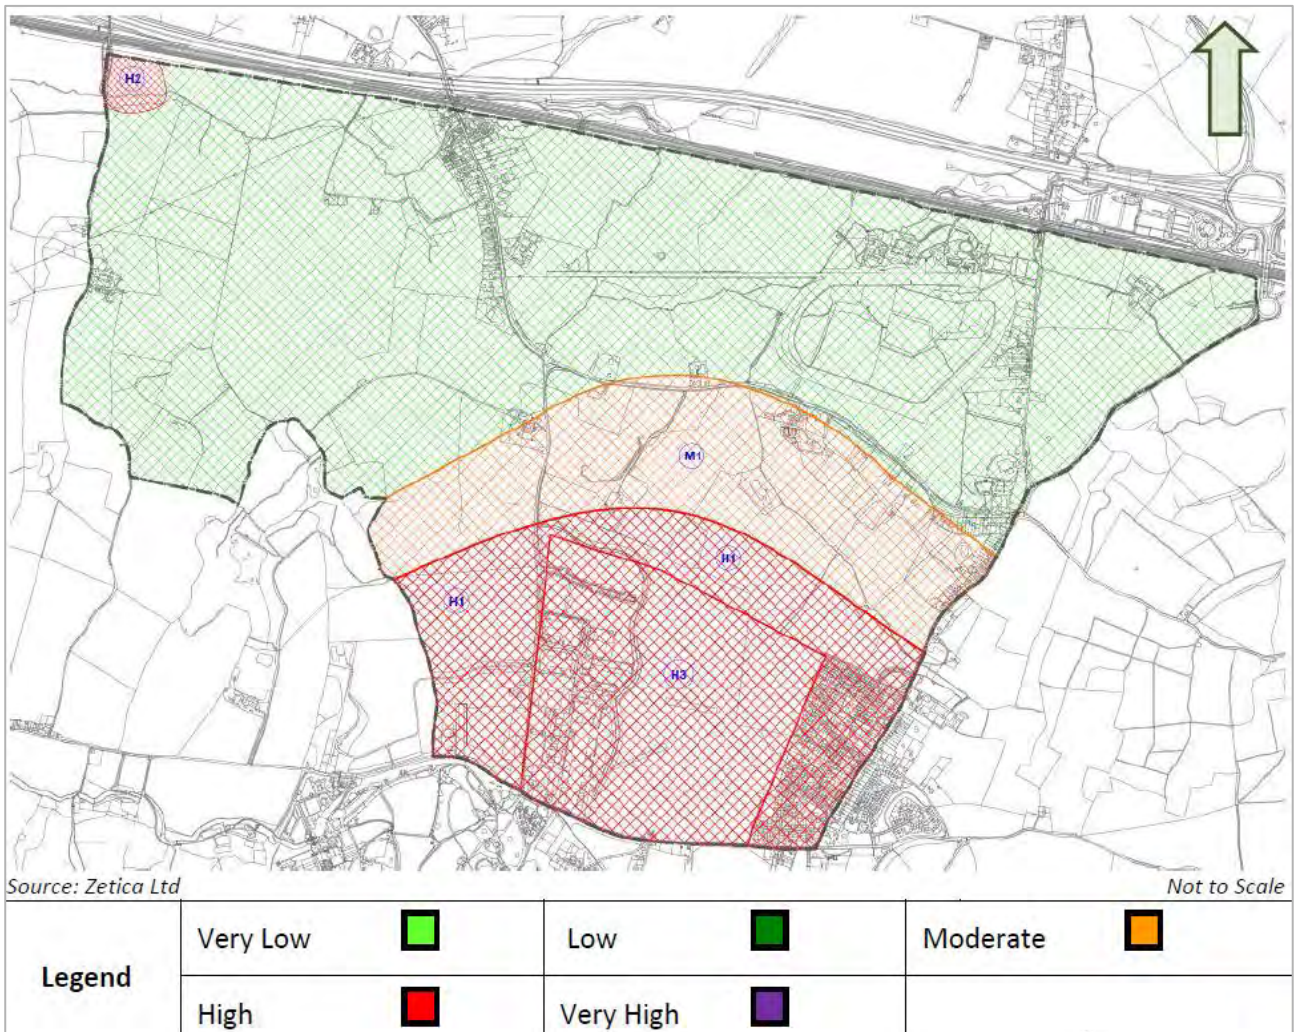 H2
M1
H1
H1
H3
Source: Zetica Ltd
Not to Scale
Legend
Very Low
Low
Moderate
High
Very High